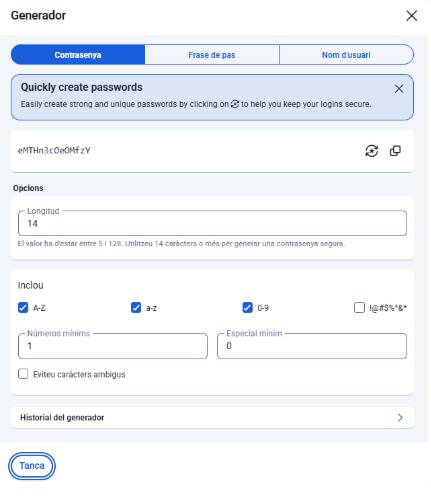 Generador
Contrasenya
Frase de pas
Nom d'usuari
Quickly create passwords
Easily create strong and unique passwords by clicking on to help you keep your logins secure.
eMTHn3cOeOMfzY
Opcions
Longitud
14
El valor ha d'estar entre 5 i 128. Utilitzeu 14 caràcters o més per generar una contrasenya segura.
Inclou
A-Z
a-z
0-9
!@#$%^&*
Números mínims
1
Especial mínim
0
Eviteu caràcters ambigus
Historial del generador
Tanca